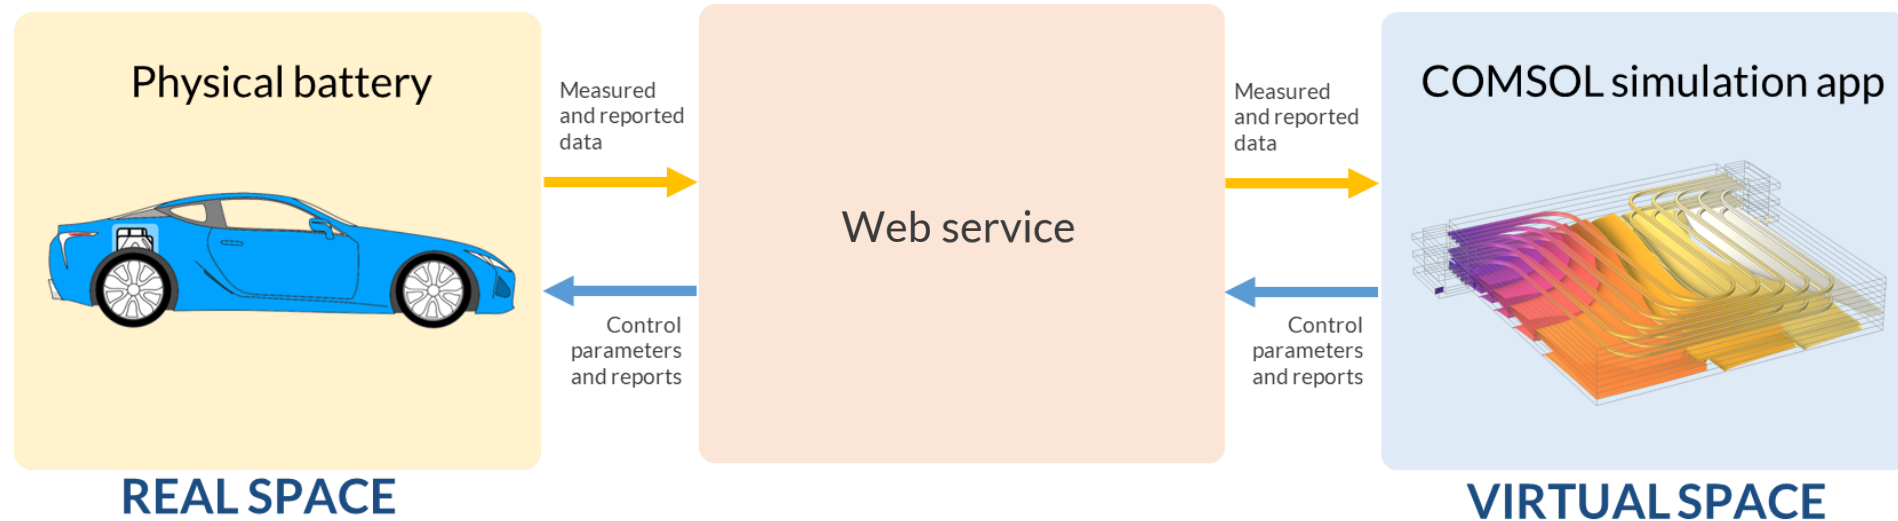 Physical battery
Measured
and reported
data
Control
parameters
and reports
REAL SPACE
Web service
Measured
and reported
data
Control
parameters
and reports
COMSOL simulation app
VIRTUAL SPACE